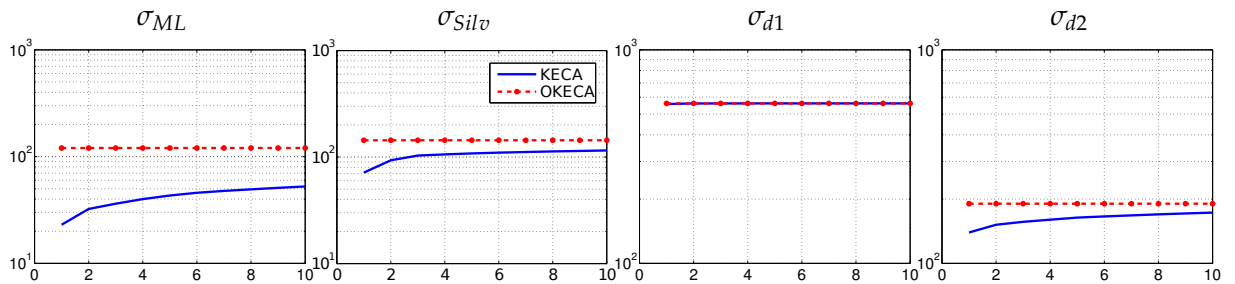 σ_ML σ_Silv σ_d1 σ_d2
10^3 10^3 10^3 10^3
KECA
OKECA
10^2 10^2
10^1 10^1 10^2 10^2
0 2 4 6 8 10 0 2 4 6 8 10 0 2 4 6 8 10 0 2 4 6 8 10